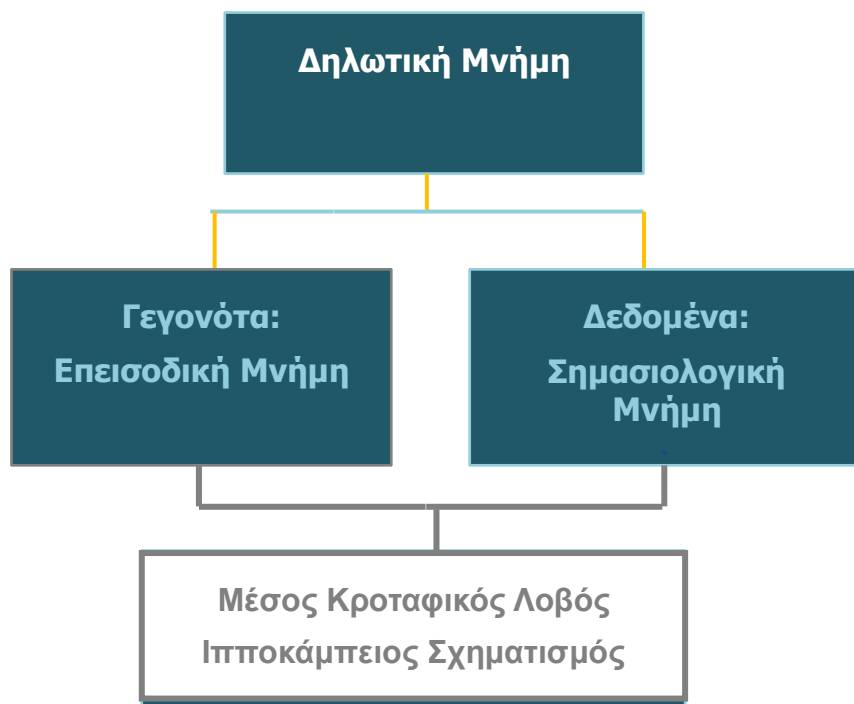 Δηλωτική Μνήμη
Γεγονότα:
Επεισοδική Μνήμη
Δεδομένα:
Σημασιολογική
Μνήμη
Μέσος Κροταφικός Λοβός
Ιπποκάμπειος Σχηματισμός